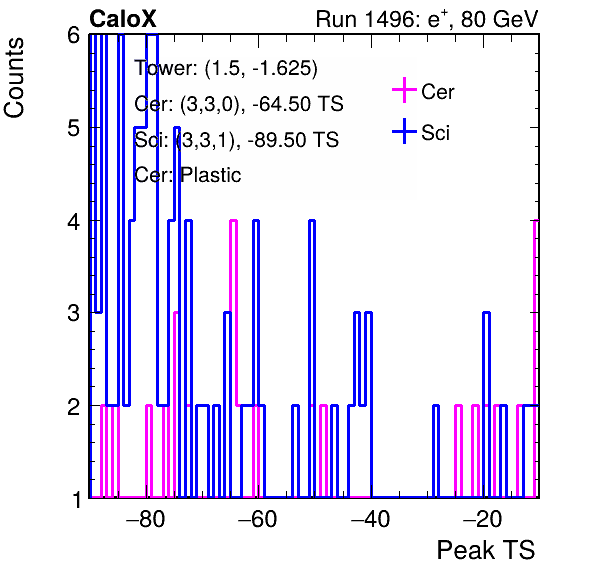 CaloX
Run 1496: e+, 80 GeV
Counts
Tower: (1.5, -1.625)
Cer: (3,3,0), -64.50 TS
Sci: (3,3,1), -89.50 TS
Cer: Plastic
Cer
Sci
6
5
4
3
2
1
−80
−60
−40
−20
Peak TS